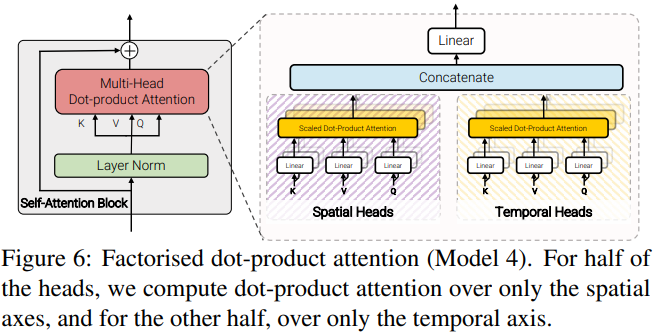 Linear
Concatenate
Multi-Head
Dot-product Attention
K V Q
Layer Norm
Self-Attention Block
Scaled Dot-Product Attention
Linear Linear Linear
K V Q
Spatial Heads
Scaled Dot-Product Attention
Linear Linear Linear
K V Q
Temporal Heads
Figure 6: Factorised dot-product attention (Model 4). For half of
the heads, we compute dot-product attention over only the spatial
axes, and for the other half, over only the temporal axis.